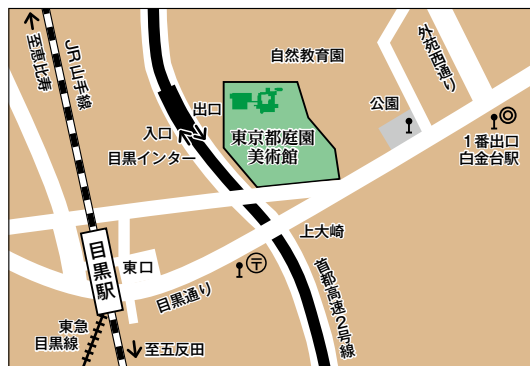 至恵比寿
JR山手線
自然教育園
外苑西通り
公園
出口
入口
目黒インター
東京都庭園
美術館
1番出口
白金台駅
上大崎
目黒駅
東口
〒
目黒通り
首都高速2号線
東急
目黒線
至五反田